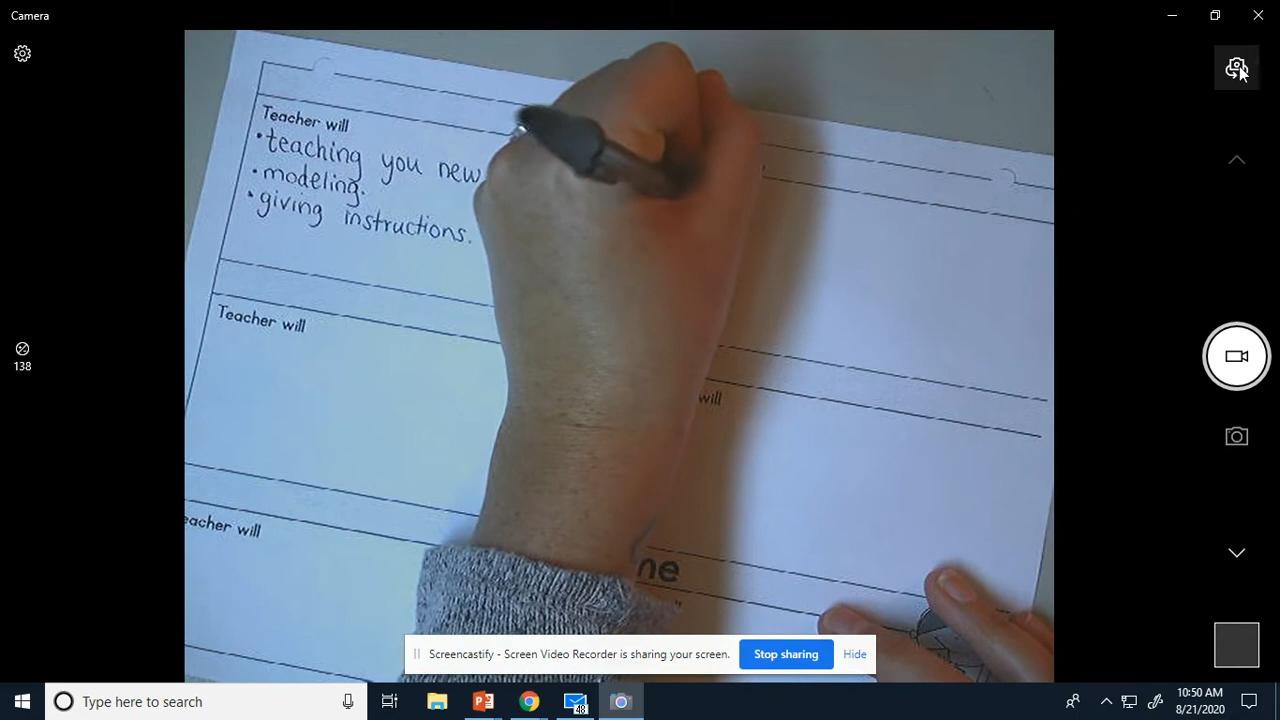 Camera
Teacher will
•teaching you new
•modeling.
•giving instructions.
138
Teacher will
will
eacher will
ne
Screencastify - Screen Video Recorder is sharing your screen.
Stop sharing
Hide
Type here to search
48
10:50 AM
8/21/2020